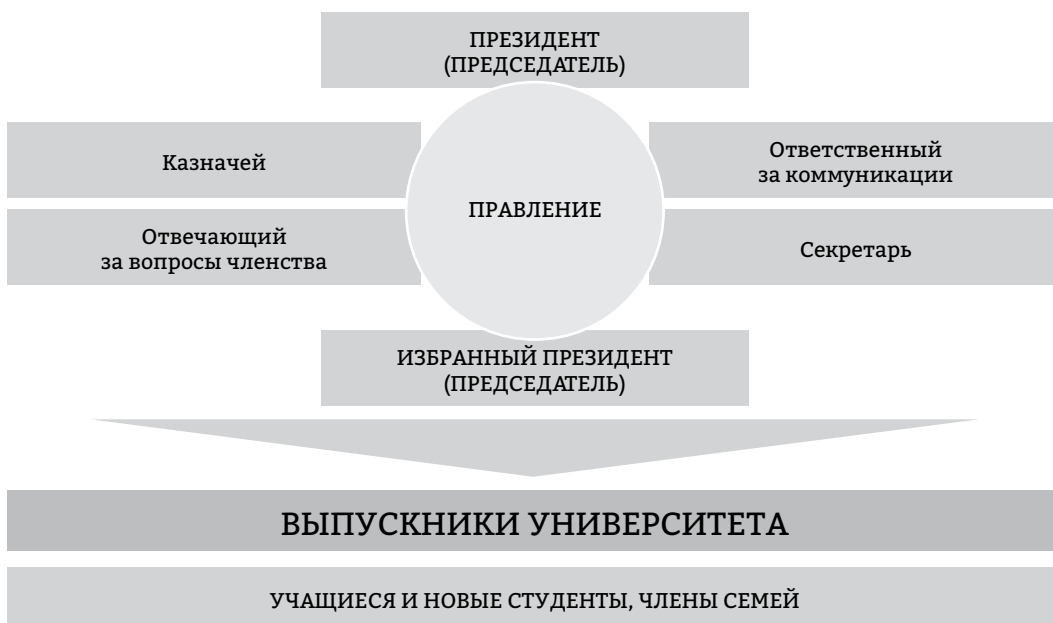 ПРЕЗИДЕНТ
(ПРЕДСЕДАТЕЛЬ)
Казначей
Ответственный
за коммуникации
ПРАВЛЕНИЕ
Отвечающий
за вопросы членства
Секретарь
ИЗБРАННЫЙ ПРЕЗИДЕНТ
(ПРЕДСЕДАТЕЛЬ)
ВЫПУСКНИКИ УНИВЕРСИТЕТА
УЧАЩИЕСЯ И НОВЫЕ СТУДЕНТЫ, ЧЛЕНЫ СЕМЕЙ